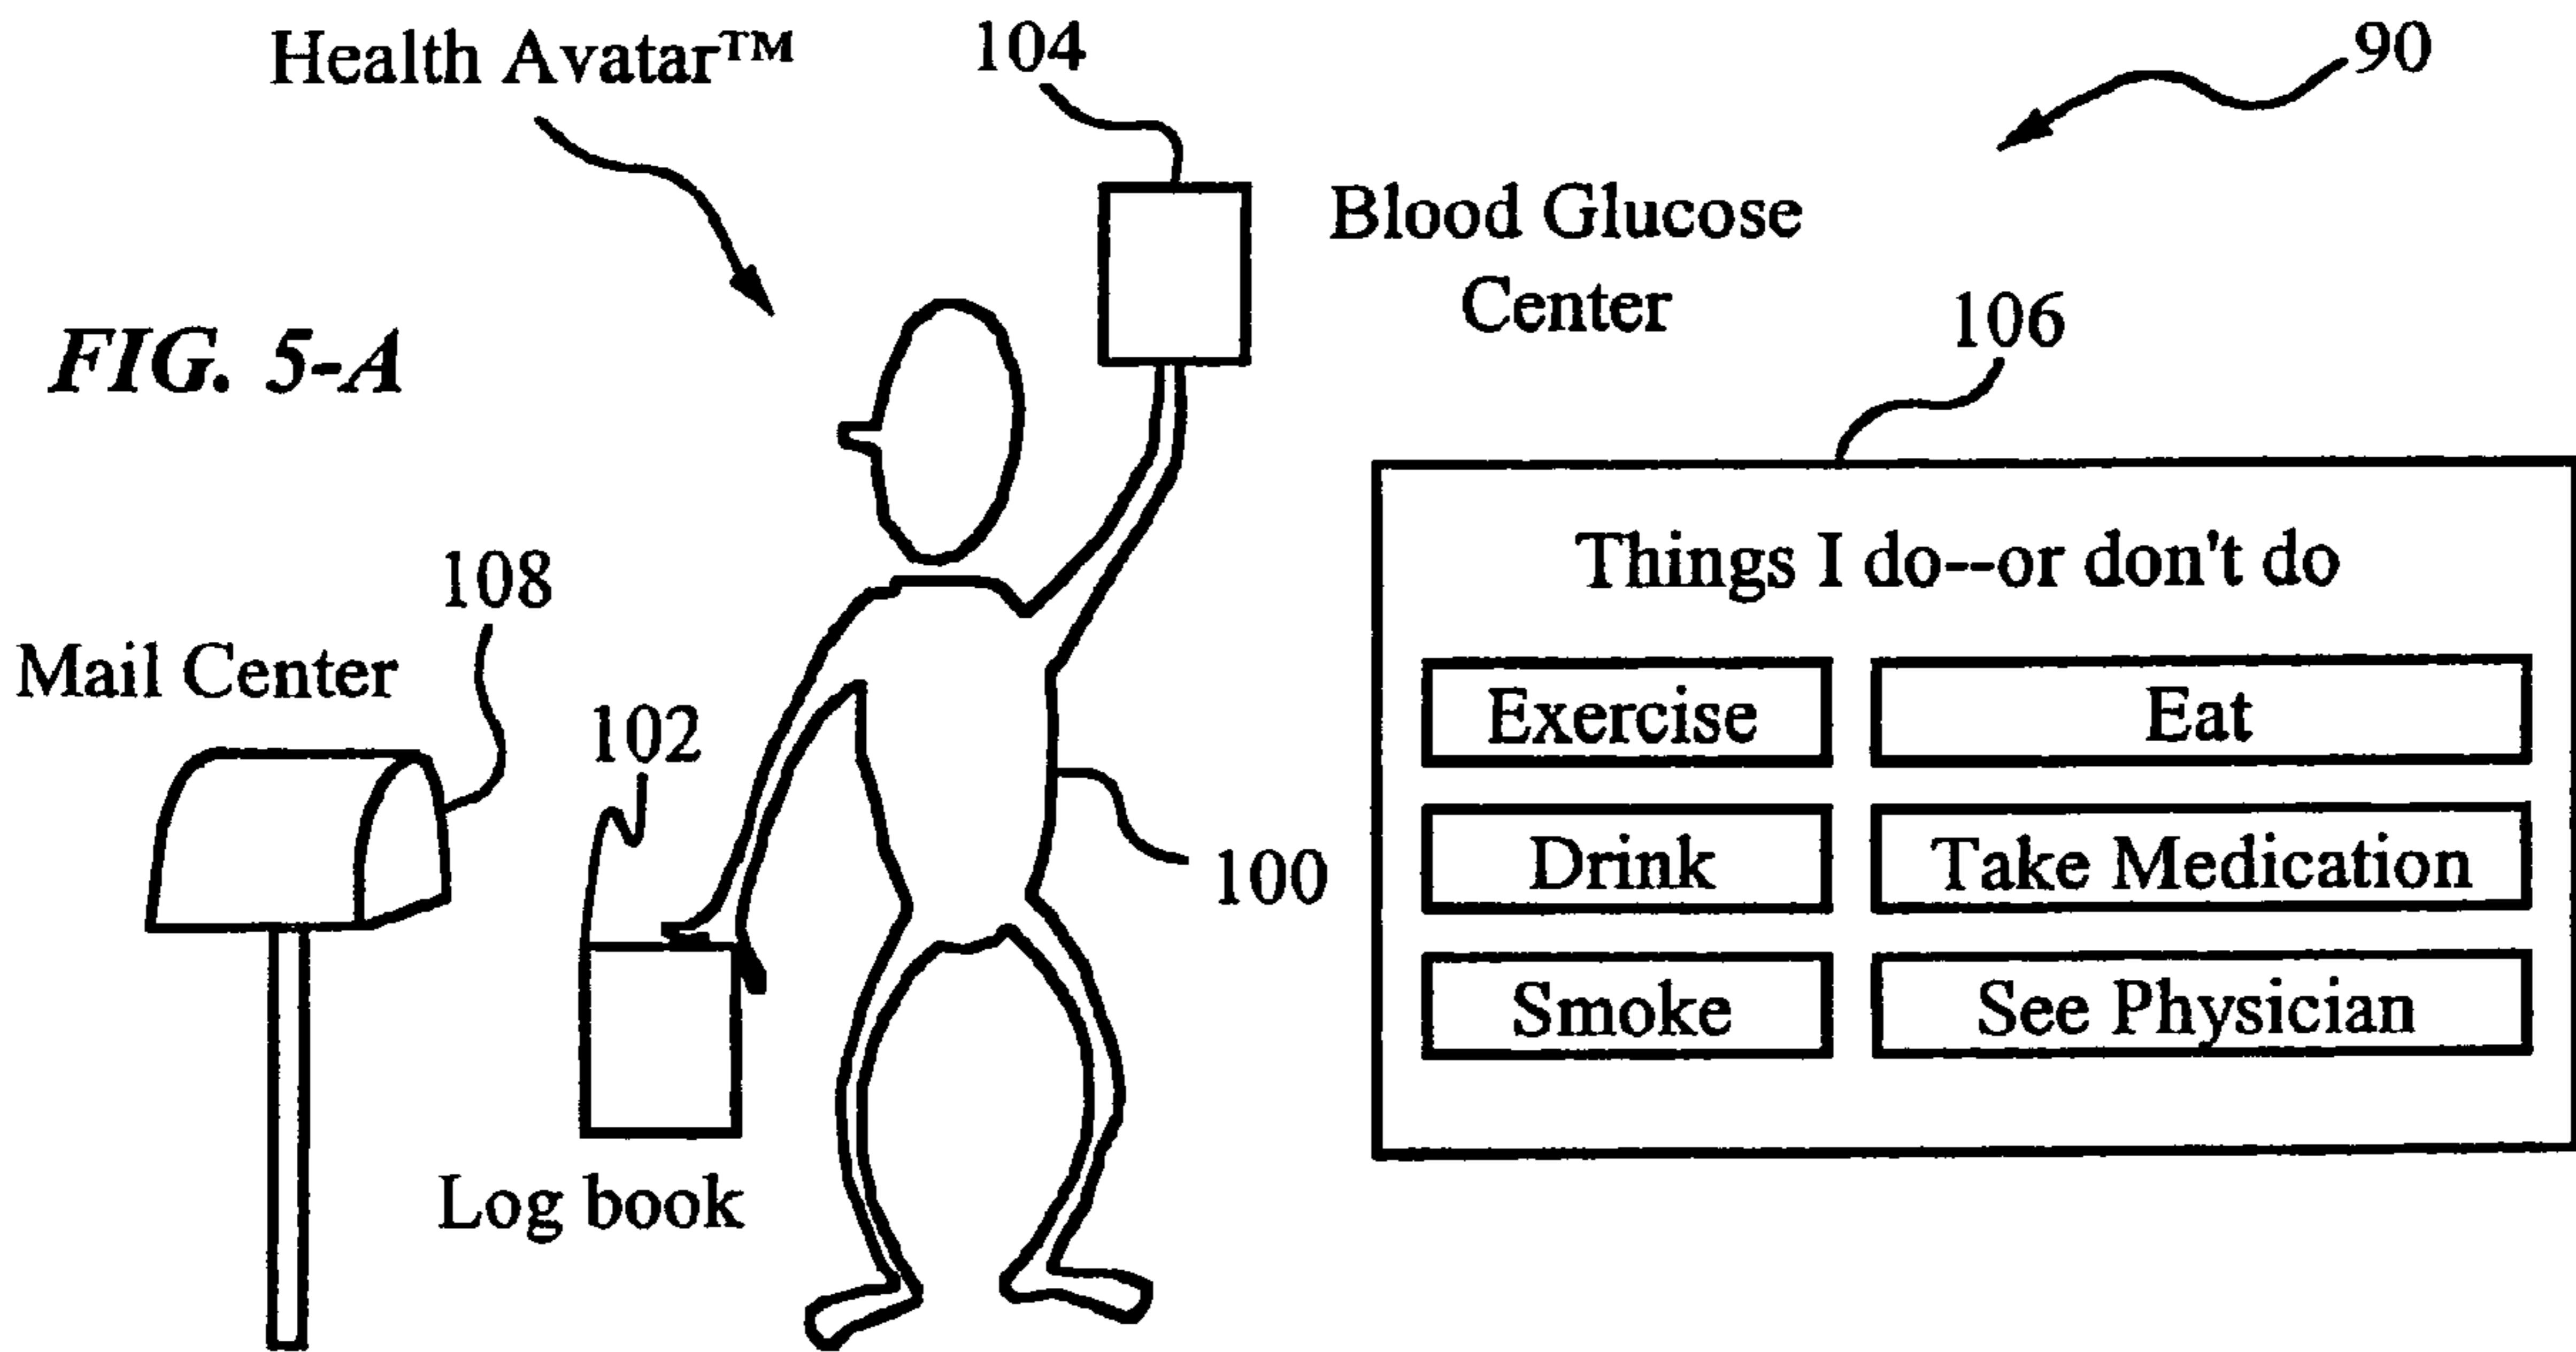 Health Avatar™
104
90
Blood Glucose
Center
106
FIG. 5-A
Things I do--or don't do
108
Mail Center
Exercise
Eat
102
Drink
Take Medication
100
Smoke
See Physician
Log book